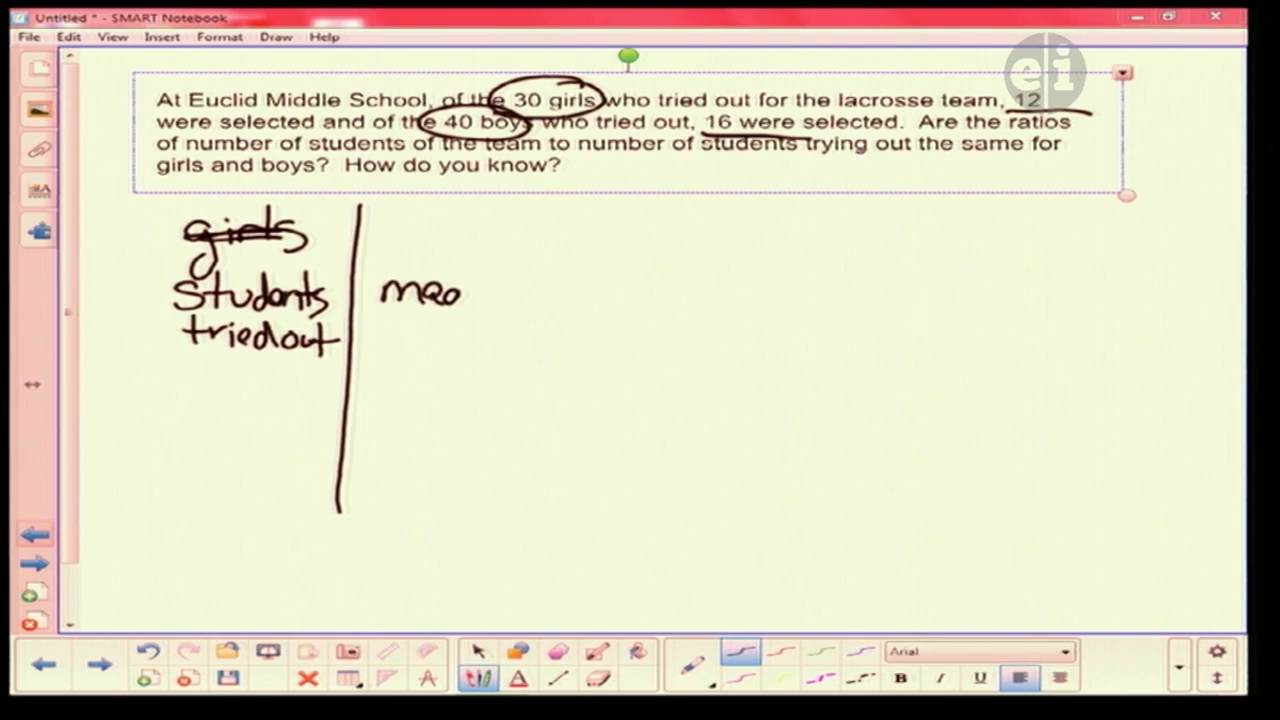 Untitled * - SMART Notebook
File Edit View Insert Format Draw Help
eii
At Euclid Middle School, of the 30 girls who tried out for the lacrosse team, 12
were selected and of the 40 boys who tried out, 16 were selected. Are the ratios
of number of students of the team to number of students trying out the same for
girls and boys? How do you know?
girls
Students
tried out
Arial
B I U